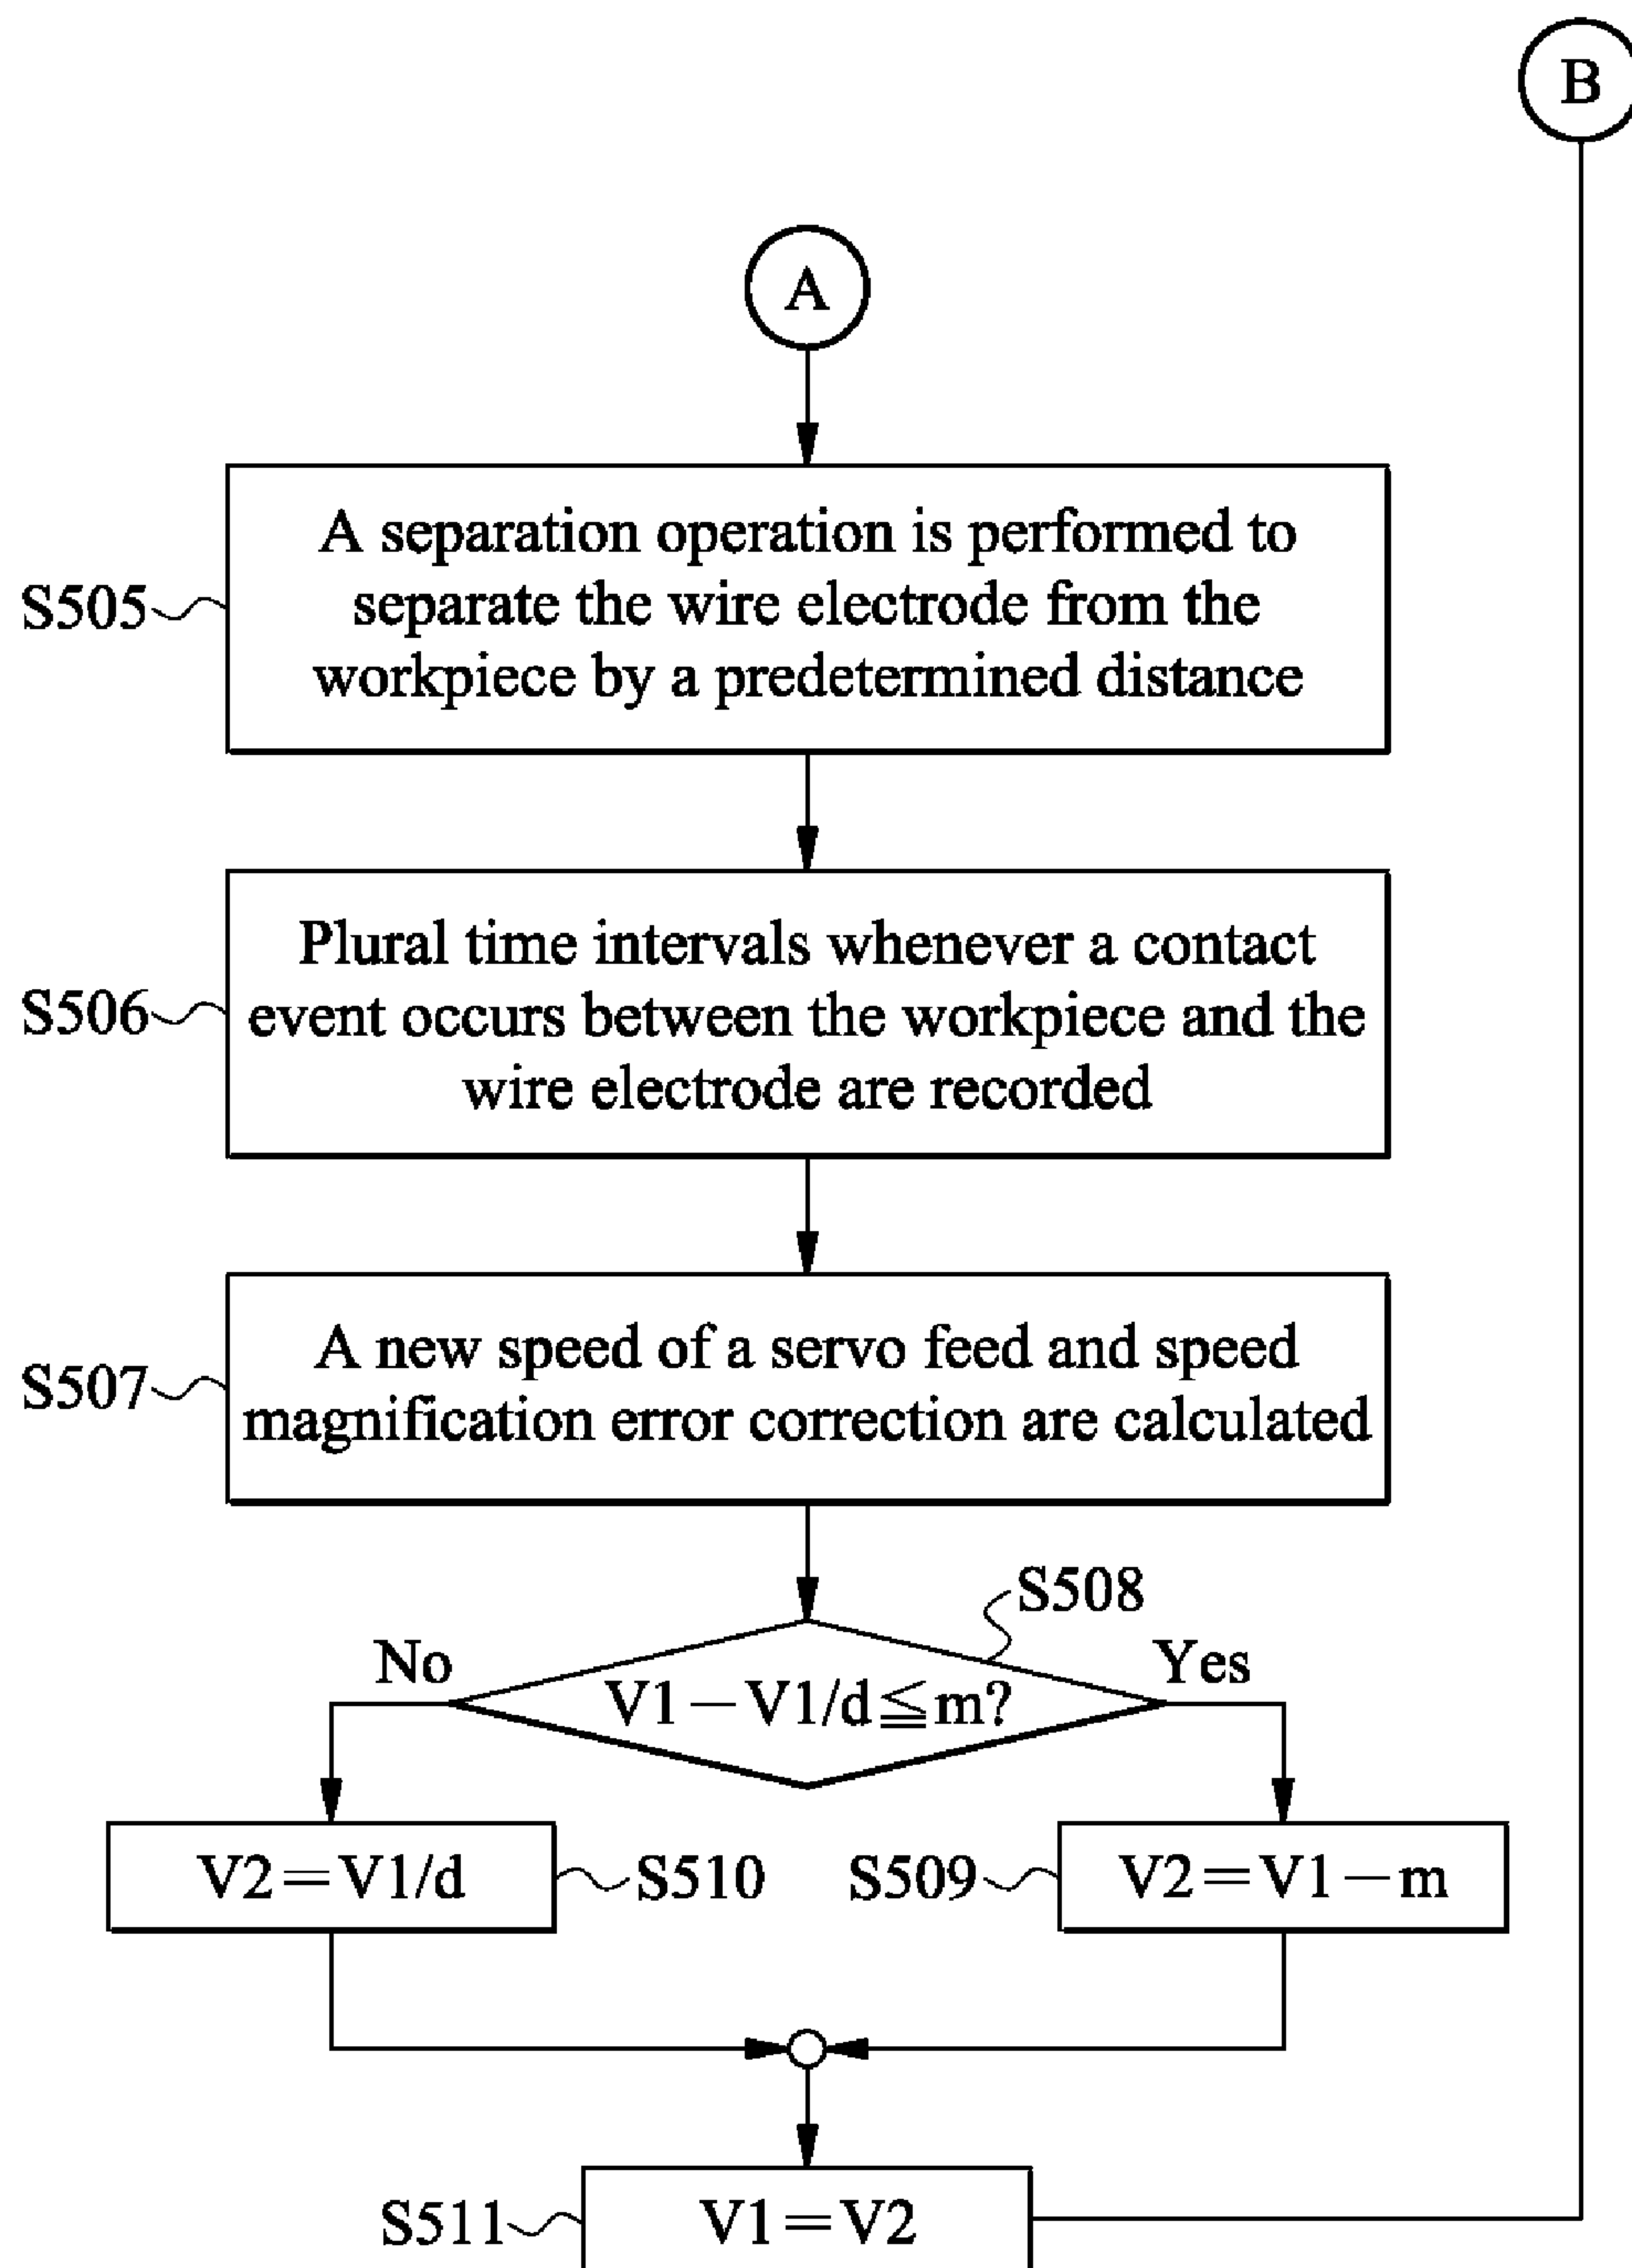 B
A
S505
A separation operation is performed to
separate the wire electrode from the
workpiece by a predetermined distance
S506
Plural time intervals whenever a contact
event occurs between the workpiece and the
wire electrode are recorded
S507
A new speed of a servo feed and speed
magnification error correction are calculated
S508
No
Yes
V1－V1/d≦m?
V2＝V1/d
S510
S509
V2＝V1－m
S511
V1＝V2